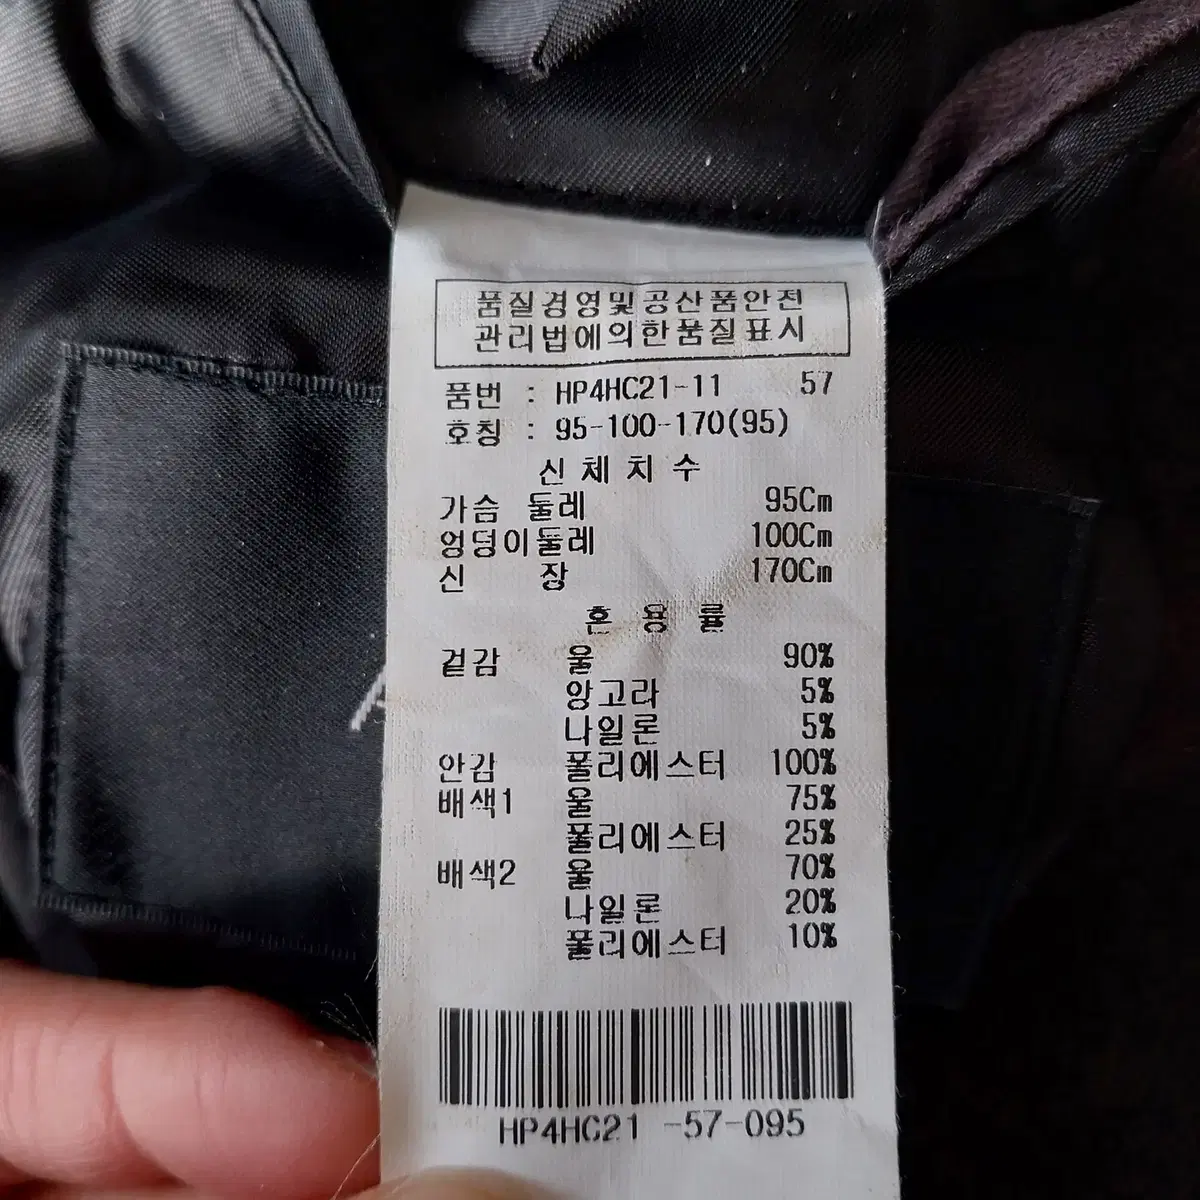 품질경영및공산품안전
관리법에의한품질표시
품번 : HP4HC21-11 57
호칭 : 95-100-170(95)
신체치수
가슴 둘레 95Cm
엉덩이둘레 100Cm
신 장 170Cm
혼 용 률
겉감 울 90%
앙고라 5%
나일론 5%
안감 폴리에스터 100%
배색1 울 75%
폴리에스터 25%
배색2 울 70%
나일론 20%
폴리에스터 10%
HP4HC21 -57-095